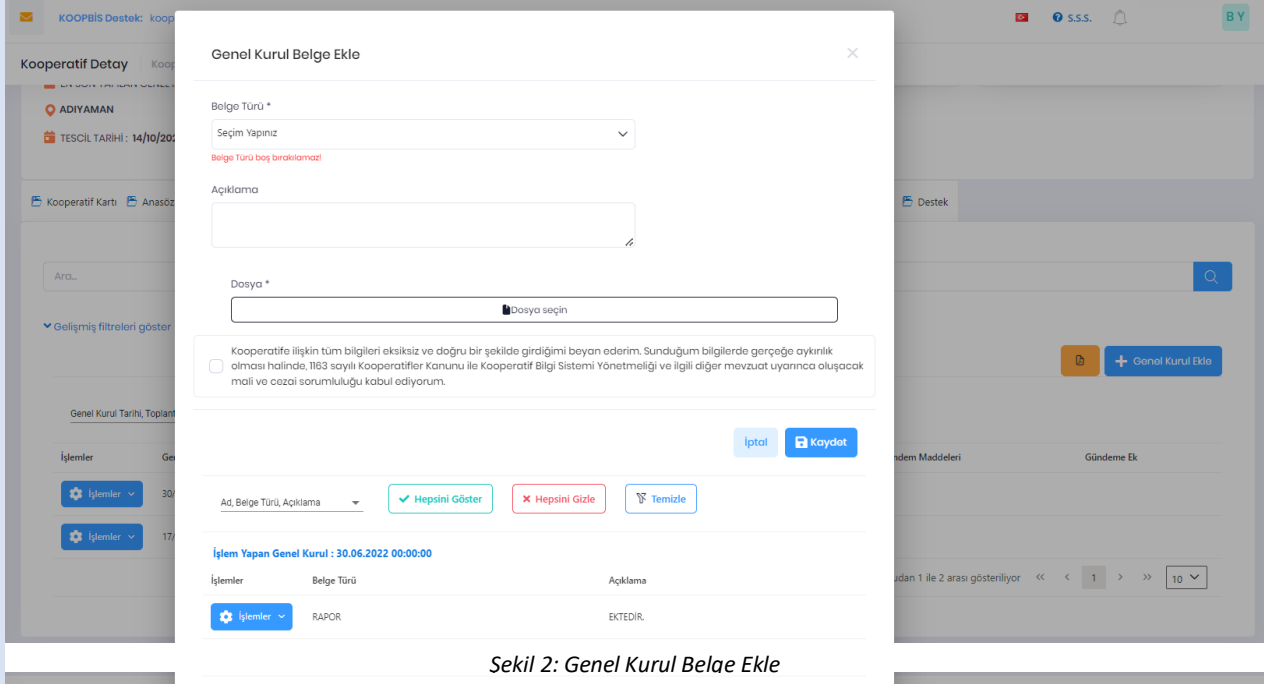 KOOPBİS Destek: koop
S.S.S.
B Y
Genel Kurul Belge Ekle
Kooperatif Detay
ADIYAMAN
TESCİL TARİHİ : 14/10/202
Belge Türü *
Seçim Yapınız
Belge Türü boş bırakılamaz!
Açıklama
Kooperatif Kartı
Anasöz
Destek
Ara...
Dosya *
Dosya seçin
Gelişmiş filtreleri göster
Kooperatife ilişkin tüm bilgileri eksiksiz ve doğru bir şekilde girdiğimi beyan ederim. Sunduğum bilgilerde gerçeğe aykırılık
olması halinde, 1163 sayılı Kooperatifler Kanunu ile Kooperatif Bilgi Sistemi Yönetmeliği ve ilgili diğer mevzuat uyarınca oluşacak
mali ve cezai sorumluluğu kabul ediyorum.
Genel Kurul Ekle
Genel Kurul Tarihi, Toplant
İptal
Kaydet
İşlemler
Ge
ndem Maddeleri
Gündeme Ek
İşlemler
30/
Ad, Belge Türü, Açıklama
Hepsini Göster
Hepsini Gizle
Temizle
İşlemler
17/
İşlem Yapan Genel Kurul : 30.06.2022 00:00:00
İşlemler
Belge Türü
Açıklama
udan 1 ile 2 arası gösteriliyor
1
10
İşlemler
RAPOR
EKTEDİR.
Şekil 2: Genel Kurul Belge Ekle